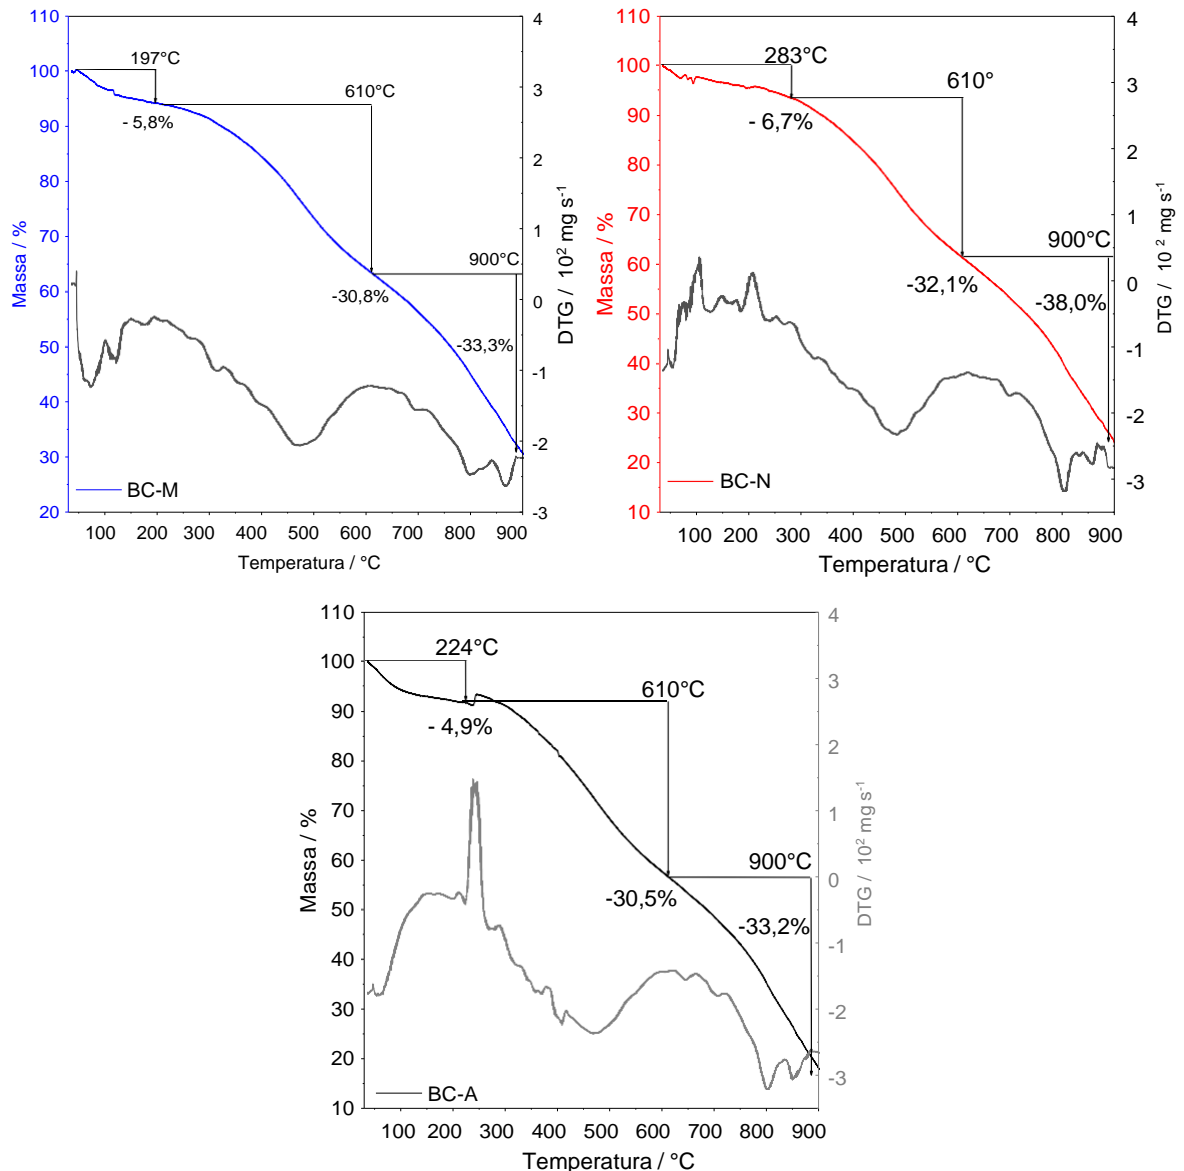 110
100
90
80
70
60
50
40
30
20
Massa / %
197°C
- 5,8%
610°C
-30,8%
900°C
-33,3%
BC-M
4
3
2
1
0
-1
-2
-3
DTG / 10² mg s⁻¹
100 200 300 400 500 600 700 800 900
Temperatura / °C
110
100
90
80
70
60
50
40
30
20
10
Massa / %
283°C
- 6,7%
610°
-32,1%
900°C
-38,0%
BC-N
4
3
2
1
0
-1
-2
-3
DTG / 10² mg s⁻¹
100 200 300 400 500 600 700 800 900
Temperatura / °C
110
100
90
80
70
60
50
40
30
20
10
Massa / %
224°C
- 4,9%
610°C
-30,5%
900°C
-33,2%
BC-A
4
3
2
1
0
-1
-2
-3
DTG / 10² mg s⁻¹
100 200 300 400 500 600 700 800 900
Temperatura / °C